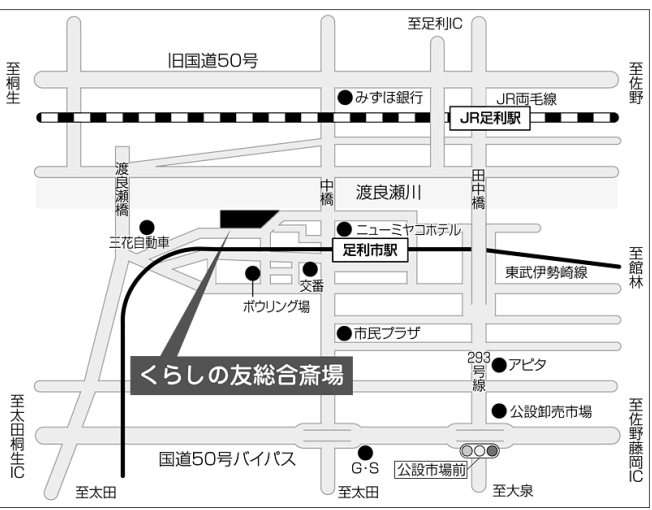 至足利IC
旧国道50号
至桐生
至佐野
みずほ銀行
JR両毛線
JR足利駅
渡良瀬橋
中橋
渡良瀬川
田中橋
三花自動車
ニューミヤコホテル
足利市駅
至館林
東武伊勢崎線
交番
ボウリング場
市民プラザ
293号線
アピタ
くらしの友総合斎場
至太田桐生IC
公設卸売市場
至佐野藤岡IC
国道50号バイパス
G・S
公設市場前
至太田
至太田
至大泉